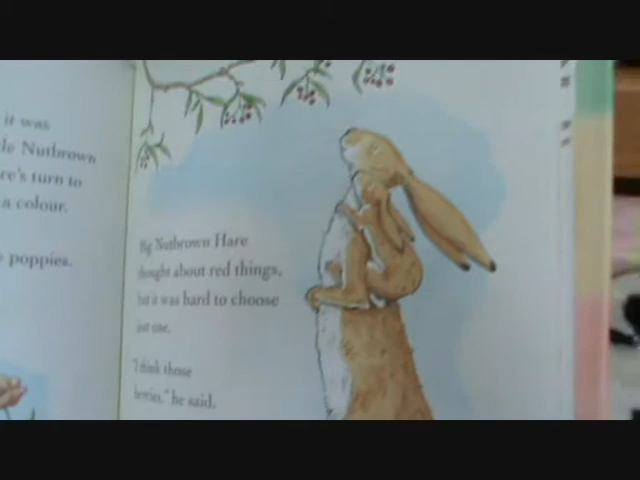 it was
le Nutbrown
re's turn to
a colour.
poppies.
Big Nutbrown Hare
thought about red things,
but it was hard to choose
just one.
"I think those
berries," he said.